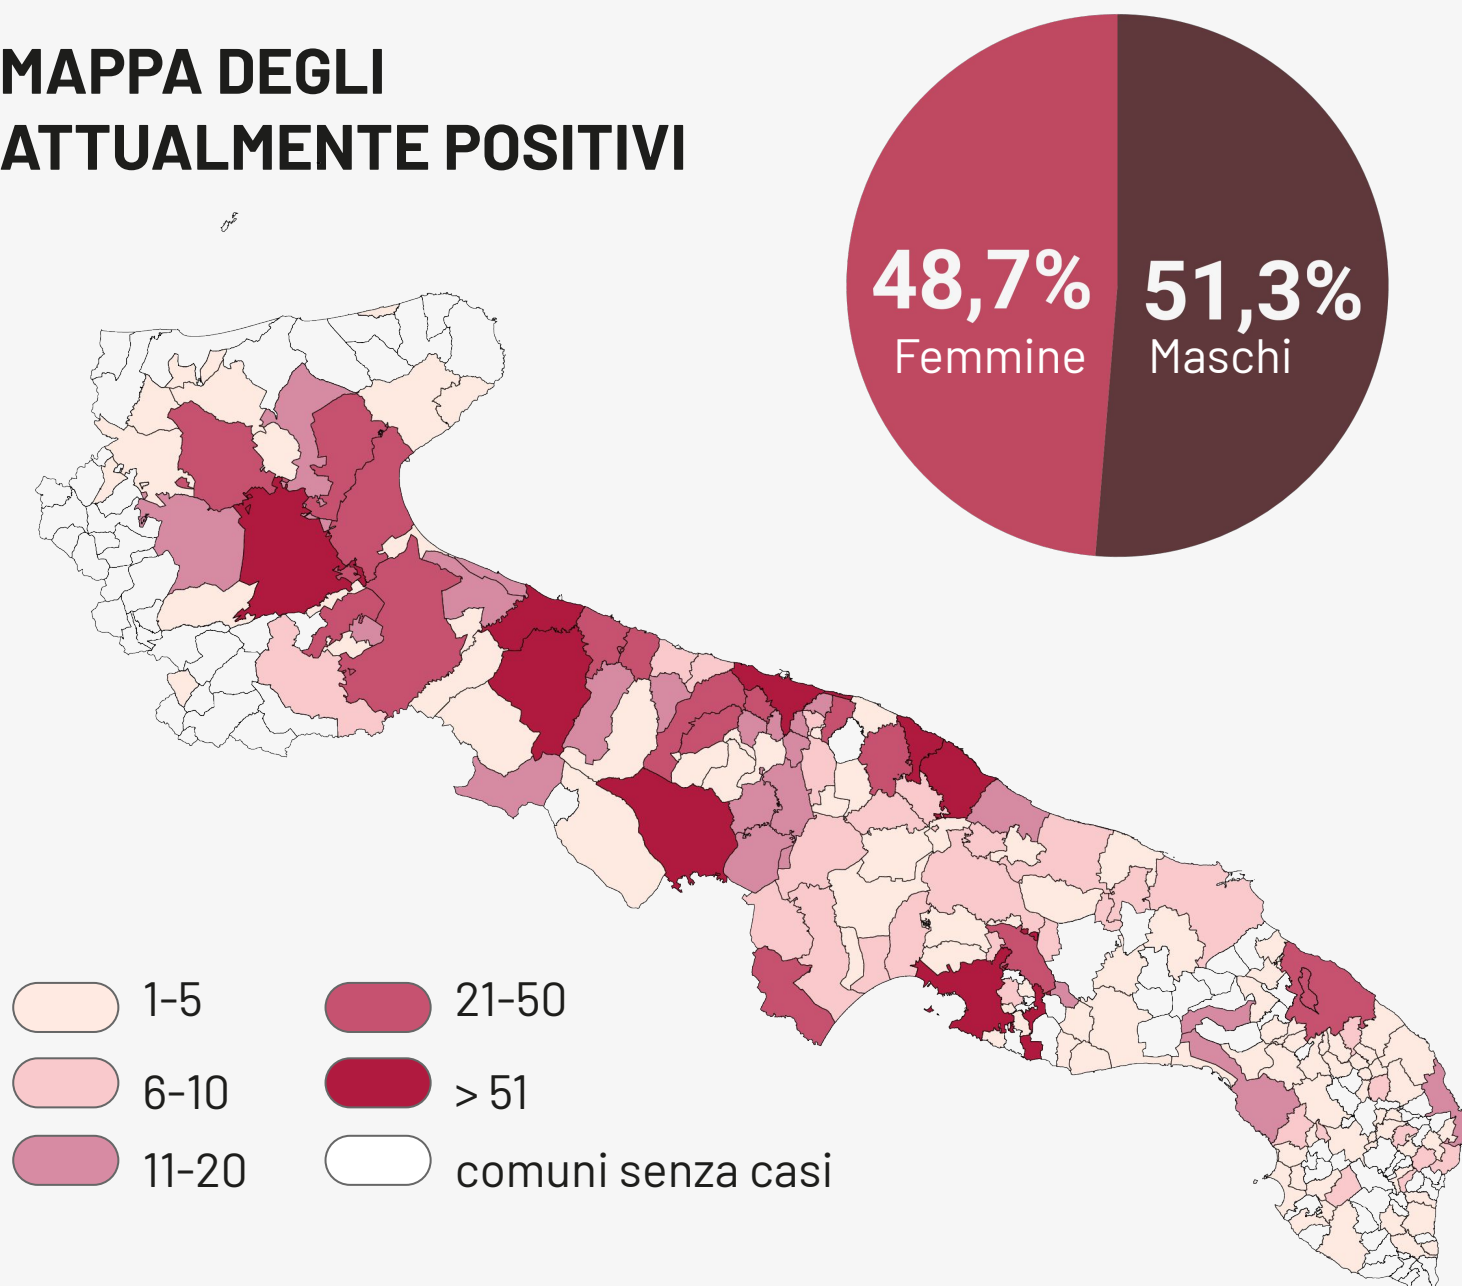 MAPPA DEGLI
ATTUALMENTE POSITIVI
48,7%
Femmine
51,3%
Maschi
1-5
6-10
11-20
21-50
> 51
comuni senza casi